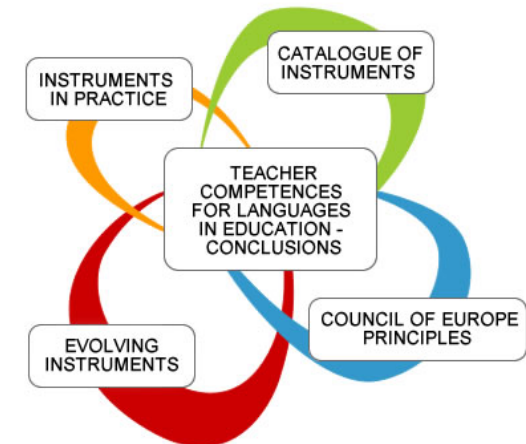 CATALOGUE OF
INSTRUMENTS
INSTRUMENTS
IN PRACTICE
TEACHER
COMPETENCES
FOR LANGUAGES
IN EDUCATION -
CONCLUSIONS
COUNCIL OF EUROPE
PRINCIPLES
EVOLVING
INSTRUMENTS